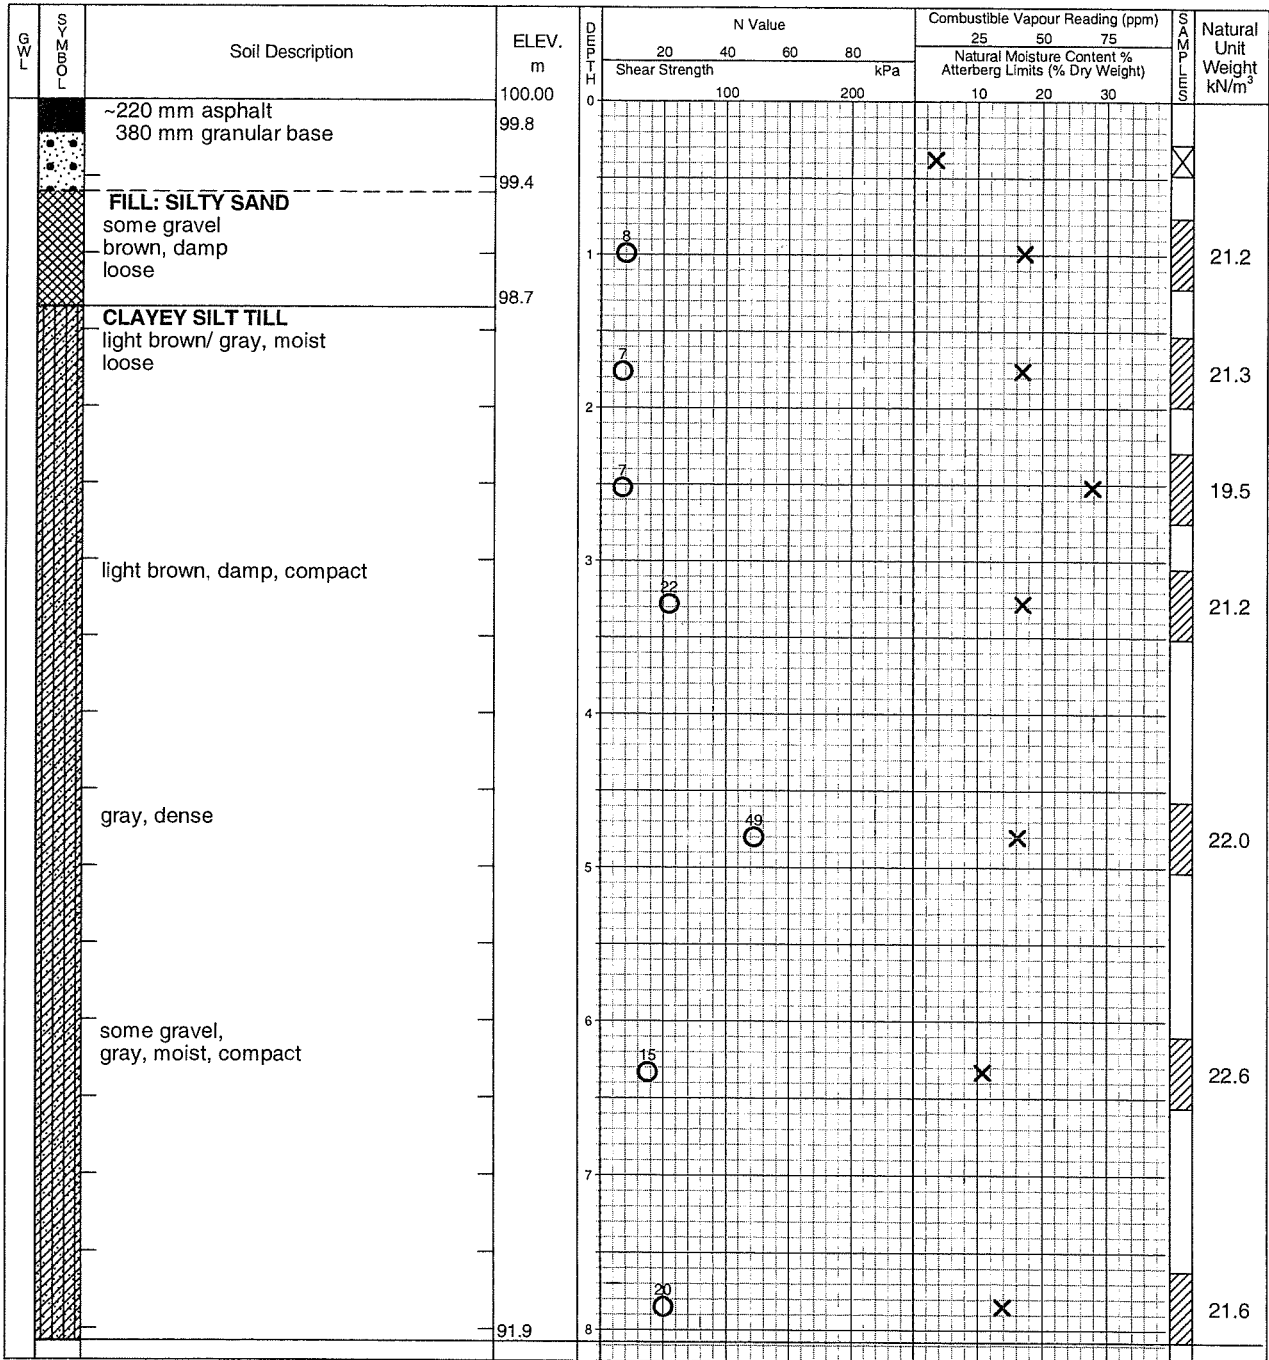 GWL
SYMBOL
Soil Description
ELEV.
m
DEPTH
N Value
20 40 60 80
Shear Strength kPa
100 200
Combustible Vapour Reading (ppm)
25 50 75
Natural Moisture Content %
Atterberg Limits (% Dry Weight)
10 20 30
SAMPLES
Natural
Unit
Weight
kN/m³
100.00
0
~220 mm asphalt
99.8
380 mm granular base
99.4
FILL: SILTY SAND
some gravel
brown, damp
loose
8
1
21.2
98.7
CLAYEY SILT TILL
light brown/ gray, moist
loose
7
21.3
2
7
19.5
3
light brown, damp, compact
22
21.2
4
gray, dense
49
22.0
5
6
some gravel,
gray, moist, compact
15
22.6
7
20
21.6
91.9
8